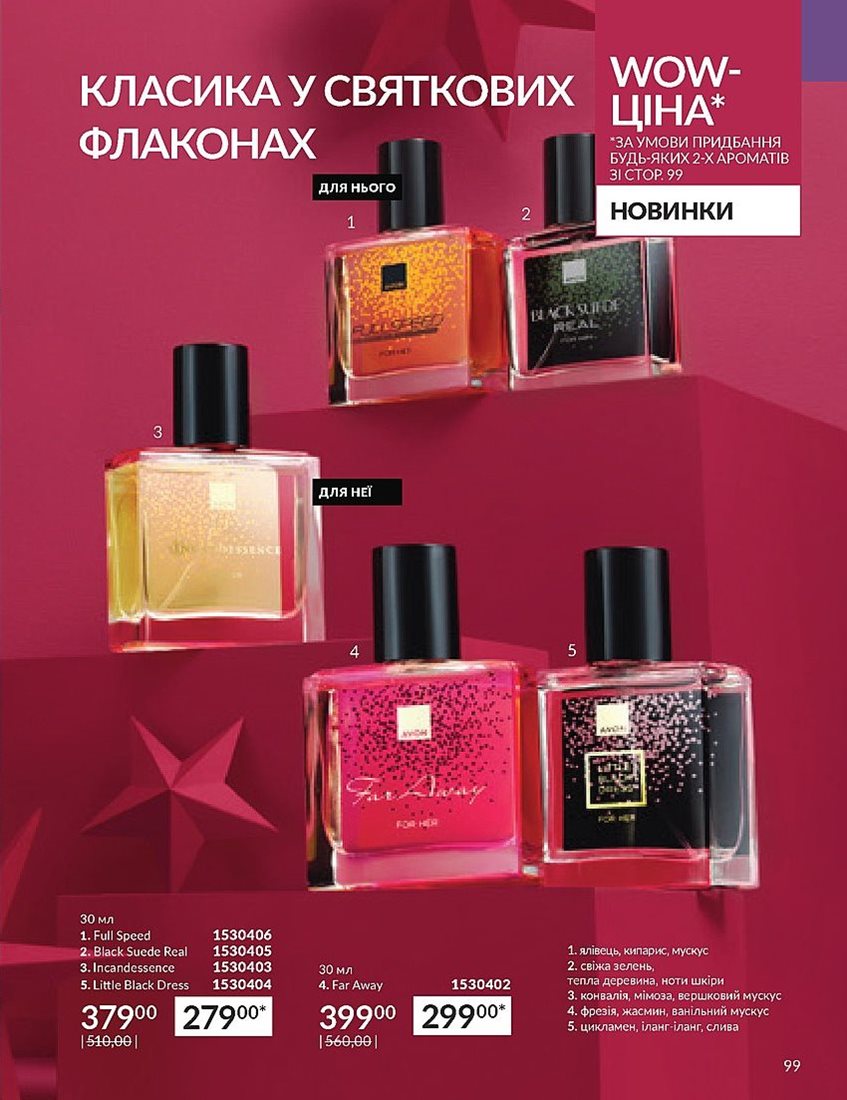 КЛАСИКА У СВЯТКОВИХ
ФЛАКОНАХ
WOW-
ЦІНА*
*ЗА УМОВИ ПРИДБАННЯ
БУДЬ-ЯКИХ 2-Х АРОМАТІВ
ЗІ СТОР. 99
НОВИНКИ
ДЛЯ НЬОГО
1
2
AVON
FULL SPEED
FOR HIM
BLACK SUEDE
REAL
3
ДЛЯ НЕЇ
4
5
AVON
Far Away
FOR HER
AVON
LITTLE
BLACK
DRESS
FOR HER
30 мл
1. Full Speed 1530406
2. Black Suede Real 1530405
3. Incandessence 1530403
5. Little Black Dress 1530404
37900 27900*
|510,00|
30 мл
4. Far Away 1530402
39900 29900*
|560,00|
1. ялівець, кипарис, мускус
2. свіжа зелень,
тепла деревина, ноти шкіри
3. конвалія, мімоза, вершковий мускус
4. фрезія, жасмин, ванільний мускус
5. цикламен, іланг-іланг, слива
99